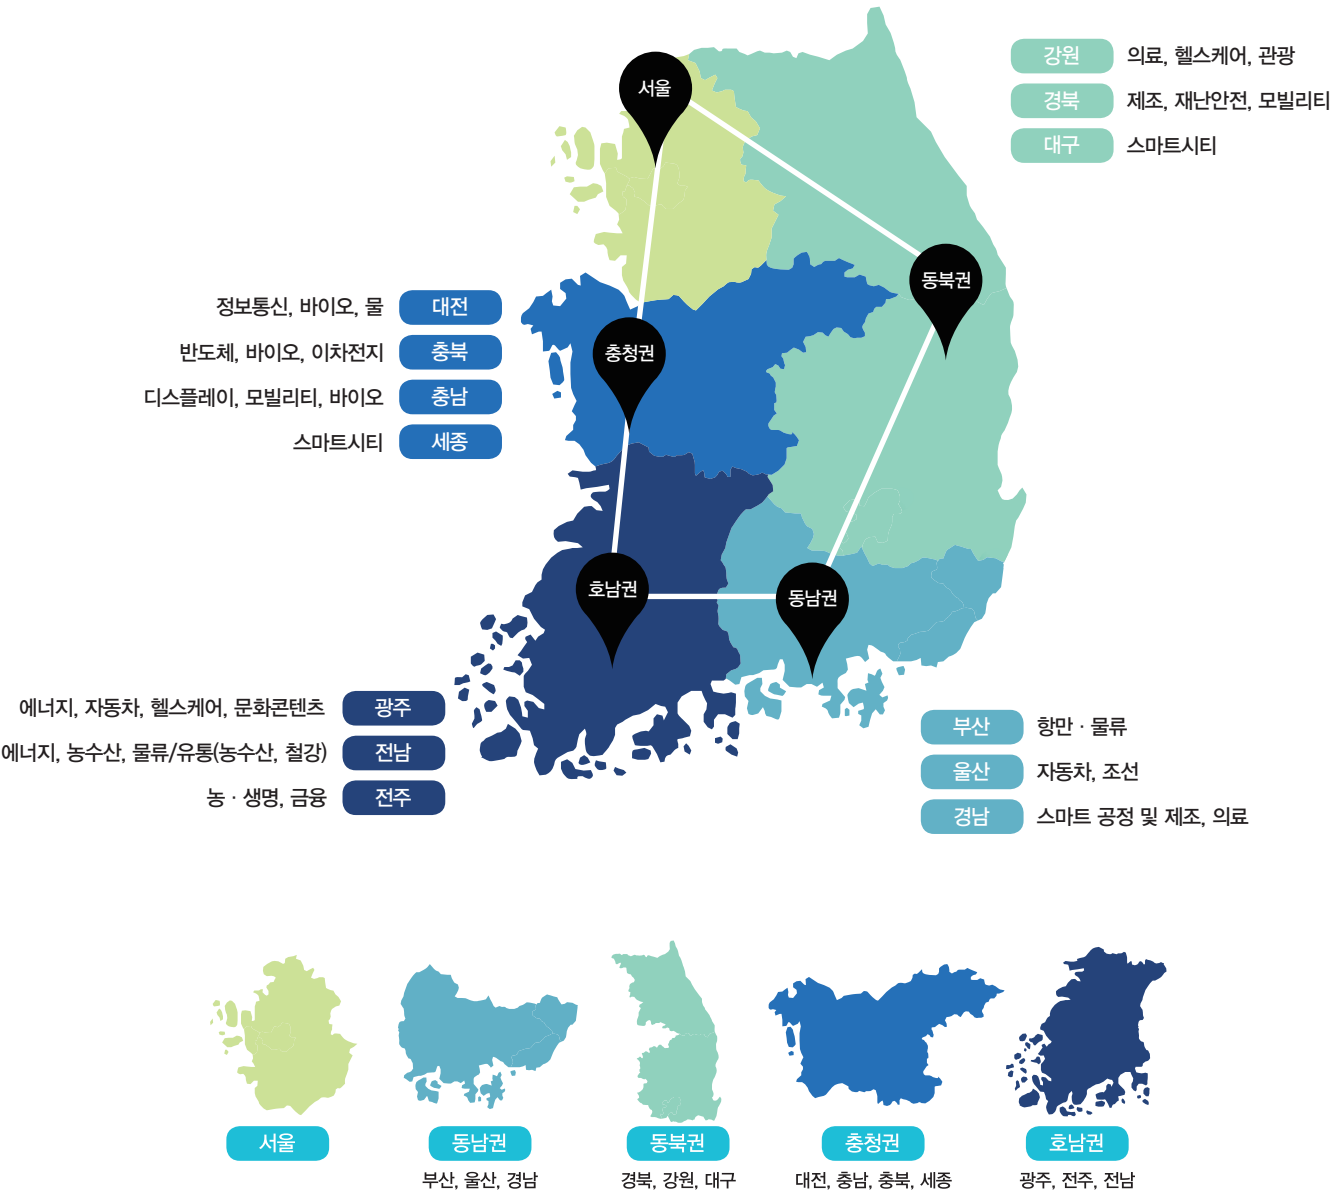 서울
강원 의료, 헬스케어, 관광
경북 제조, 재난안전, 모빌리티
대구 스마트시티
동북권
정보통신, 바이오, 물 대전
반도체, 바이오, 이차전지 충북
충청권
디스플레이, 모빌리티, 바이오 충남
스마트시티 세종
호남권
동남권
에너지, 자동차, 헬스케어, 문화콘텐츠 광주
에너지, 농수산, 물류/유통(농수산, 철강) 전남
농 · 생명, 금융 전주
부산 항만 · 물류
울산 자동차, 조선
경남 스마트 공정 및 제조, 의료
서울 동남권 동북권 충청권 호남권
부산, 울산, 경남 경북, 강원, 대구 대전, 충남, 충북, 세종 광주, 전주, 전남